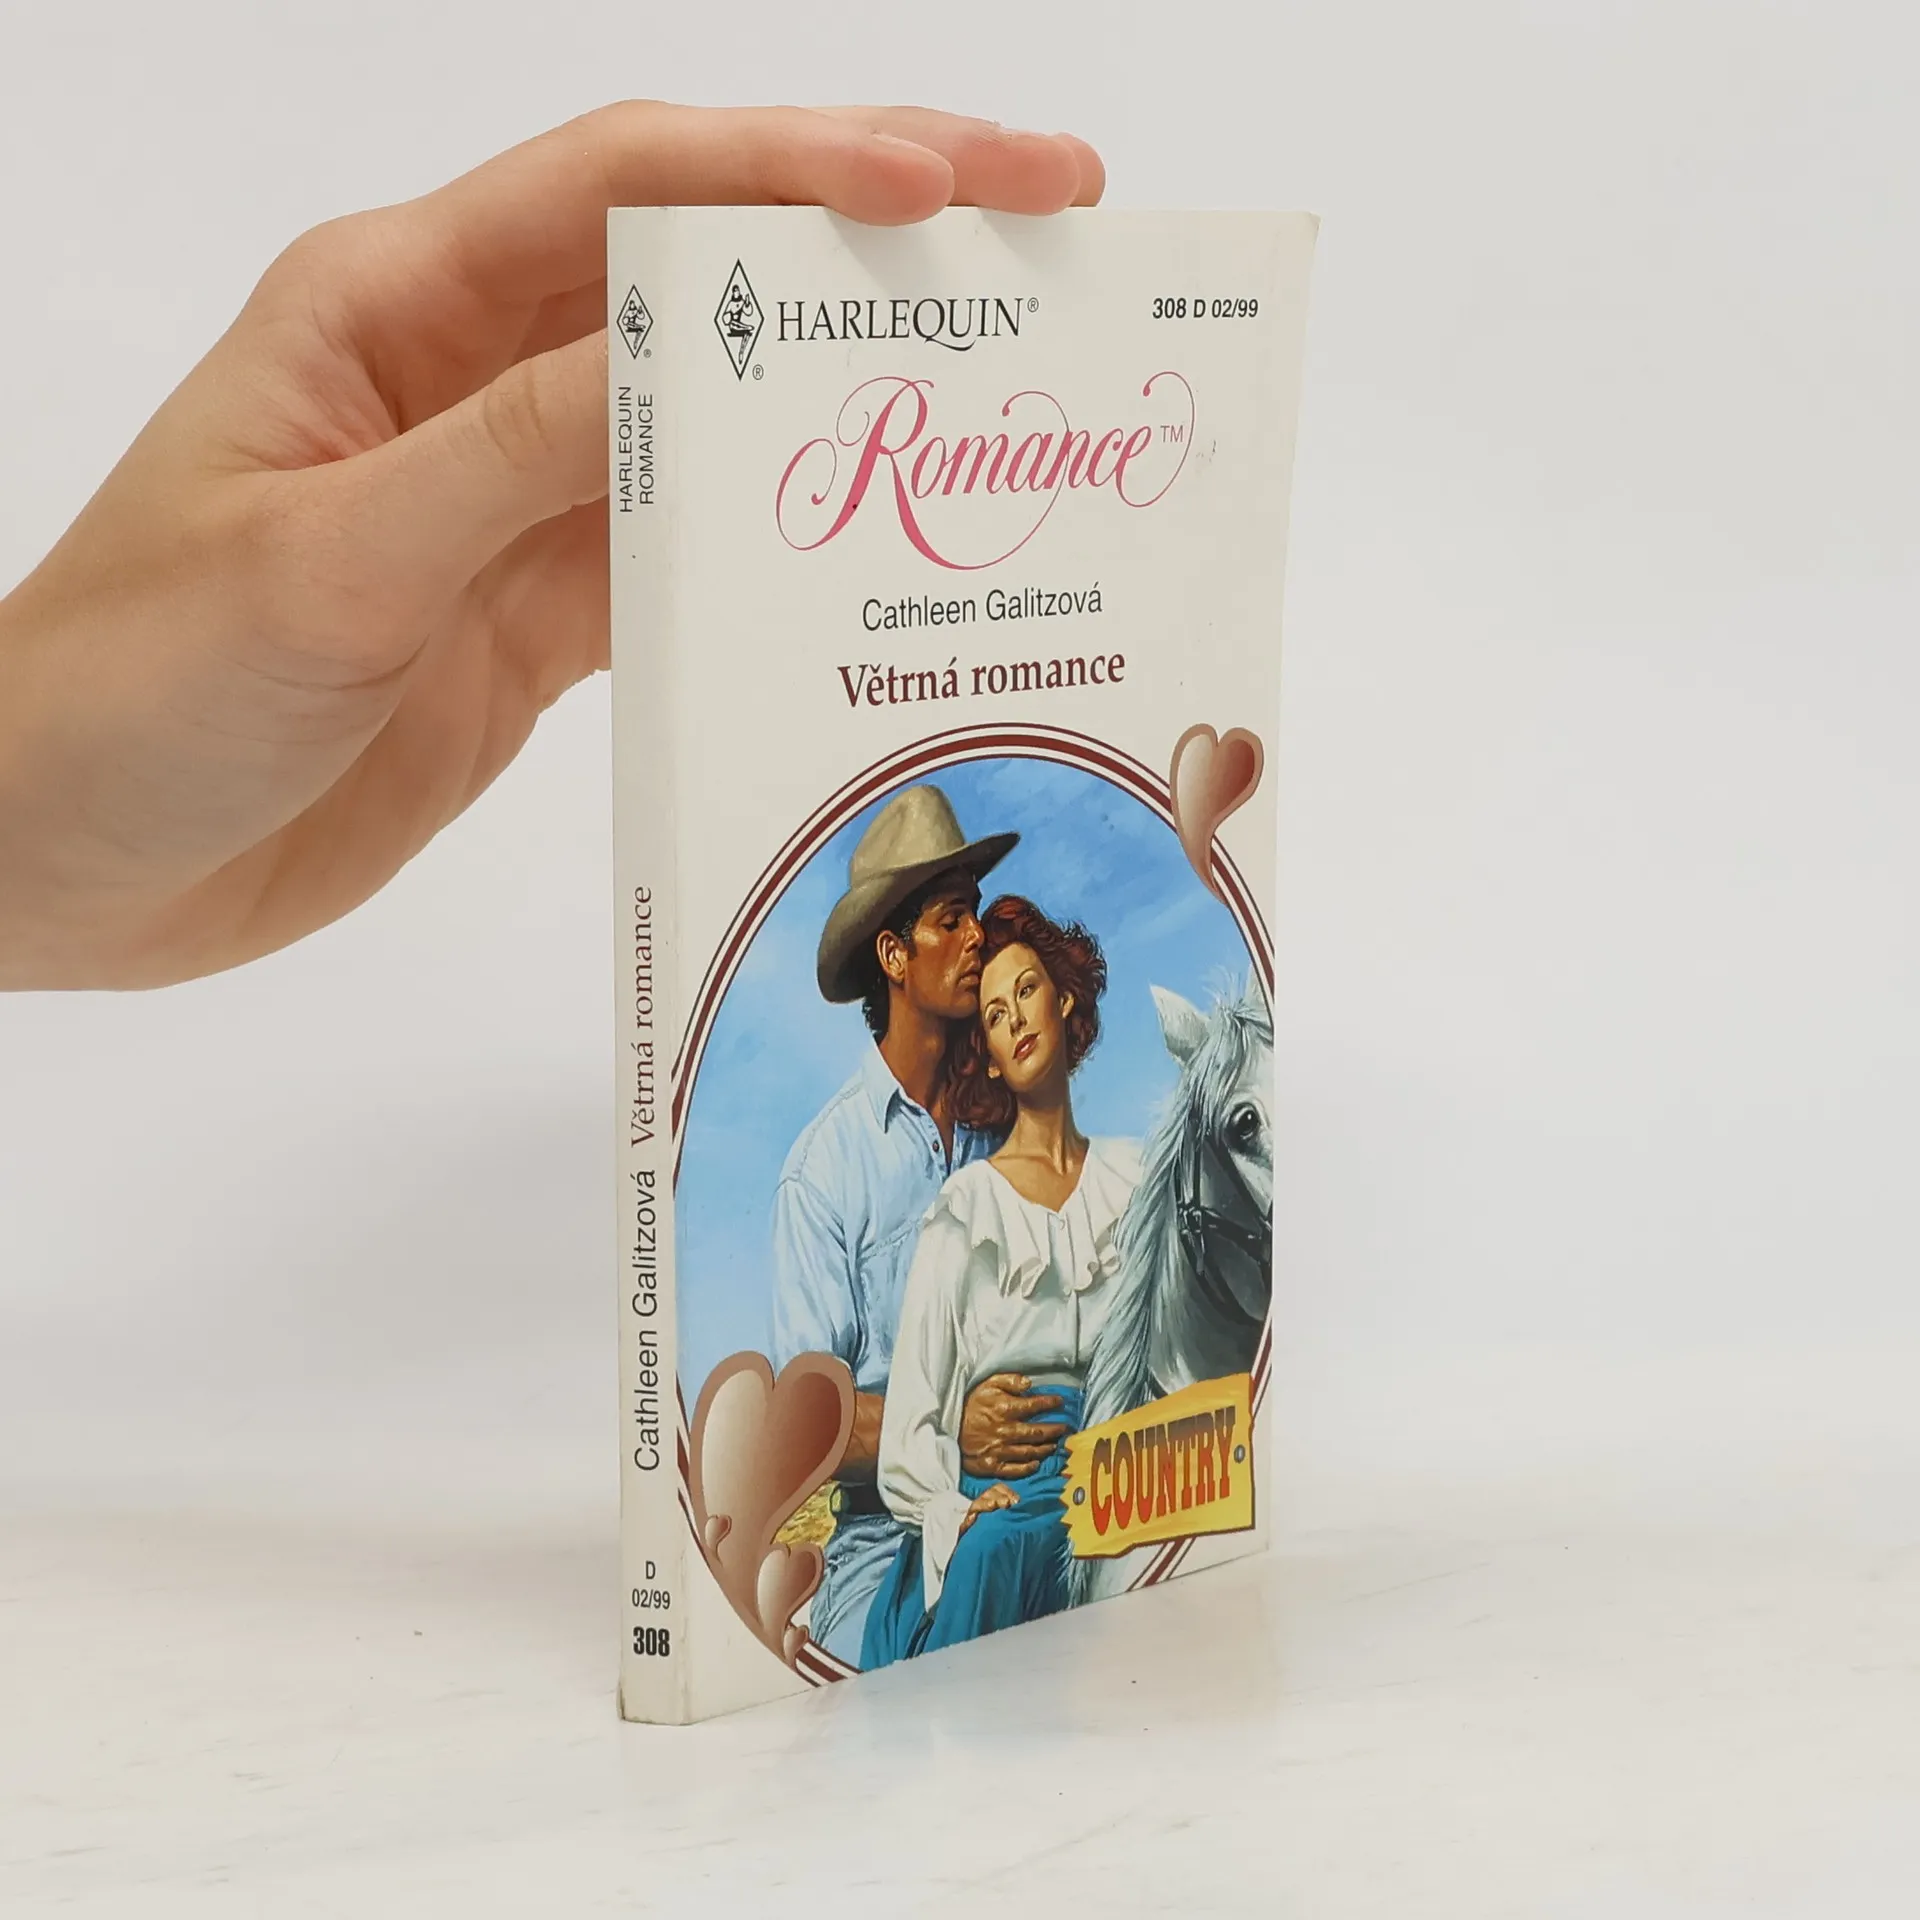 HARLEQUIN®
®
308 D 02/99
Romance™
Cathleen Galitzová
Větrná romance
COUNTRY
®
HARLEQUIN
ROMANCE
Cathleen Galitzová Větrná romance
D
02/99
308